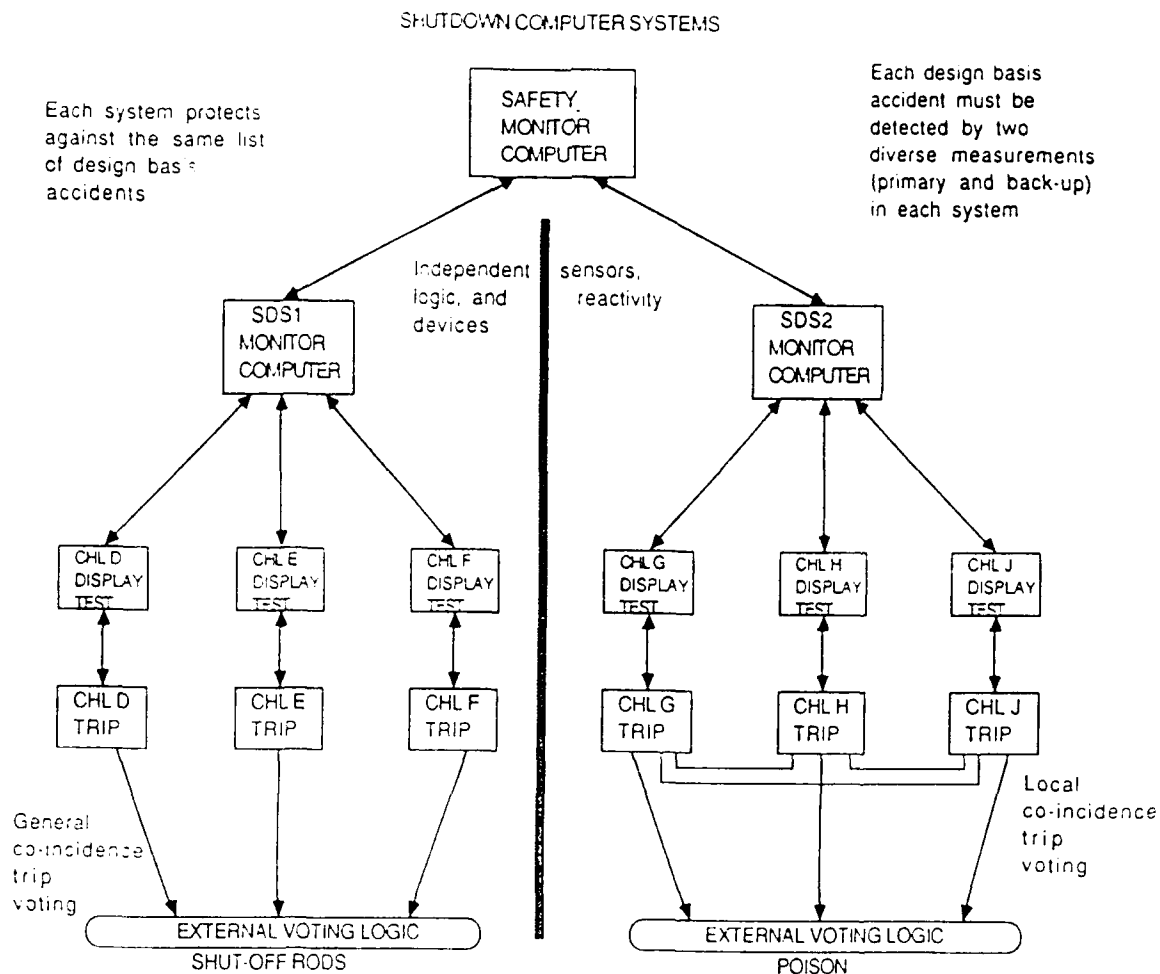 SHUTDOWN COMPUTER SYSTEMS
Each system protects
against the same list
of design basis
accidents
SAFETY
MONITOR
COMPUTER
Each design basis
accident must be
detected by two
diverse measurements
(primary and back-up)
in each system
Independent sensors,
logic, and reactivity
devices
SDS1
MONITOR
COMPUTER
SDS2
MONITOR
COMPUTER
CHL D
DISPLAY
TEST
CHL E
DISPLAY
TEST
CHL F
DISPLAY
TEST
CHL G
DISPLAY
TEST
CHL H
DISPLAY
TEST
CHL J
DISPLAY
TEST
CHL D
TRIP
CHL E
TRIP
CHL F
TRIP
CHL G
TRIP
CHL H
TRIP
CHL J
TRIP
General
co-incidence
trip
voting
Local
co-incidence
trip
voting
EXTERNAL VOTING LOGIC
SHUT-OFF RODS
EXTERNAL VOTING LOGIC
POISON